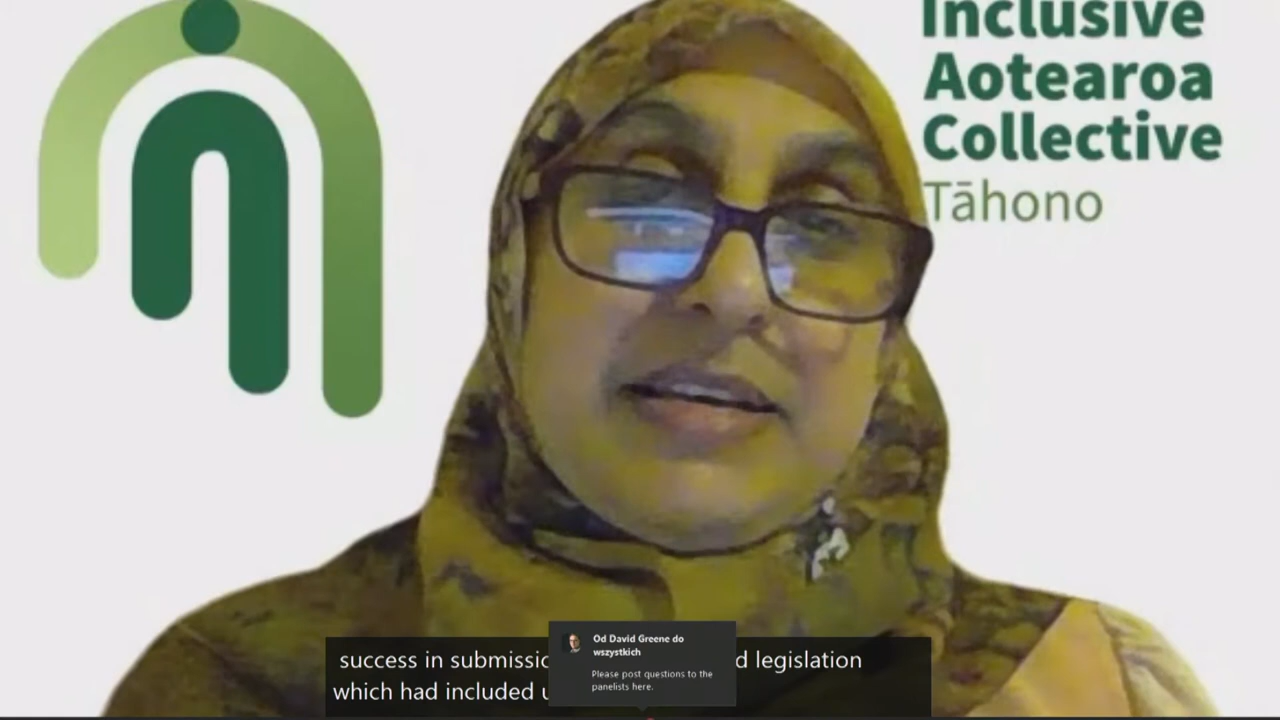 Inclusive
Aotearoa
Collective
Tāhono
success in submissio d legislation
which had included u
Od David Greene do
wszystkich
Please post questions to the
panelists here.